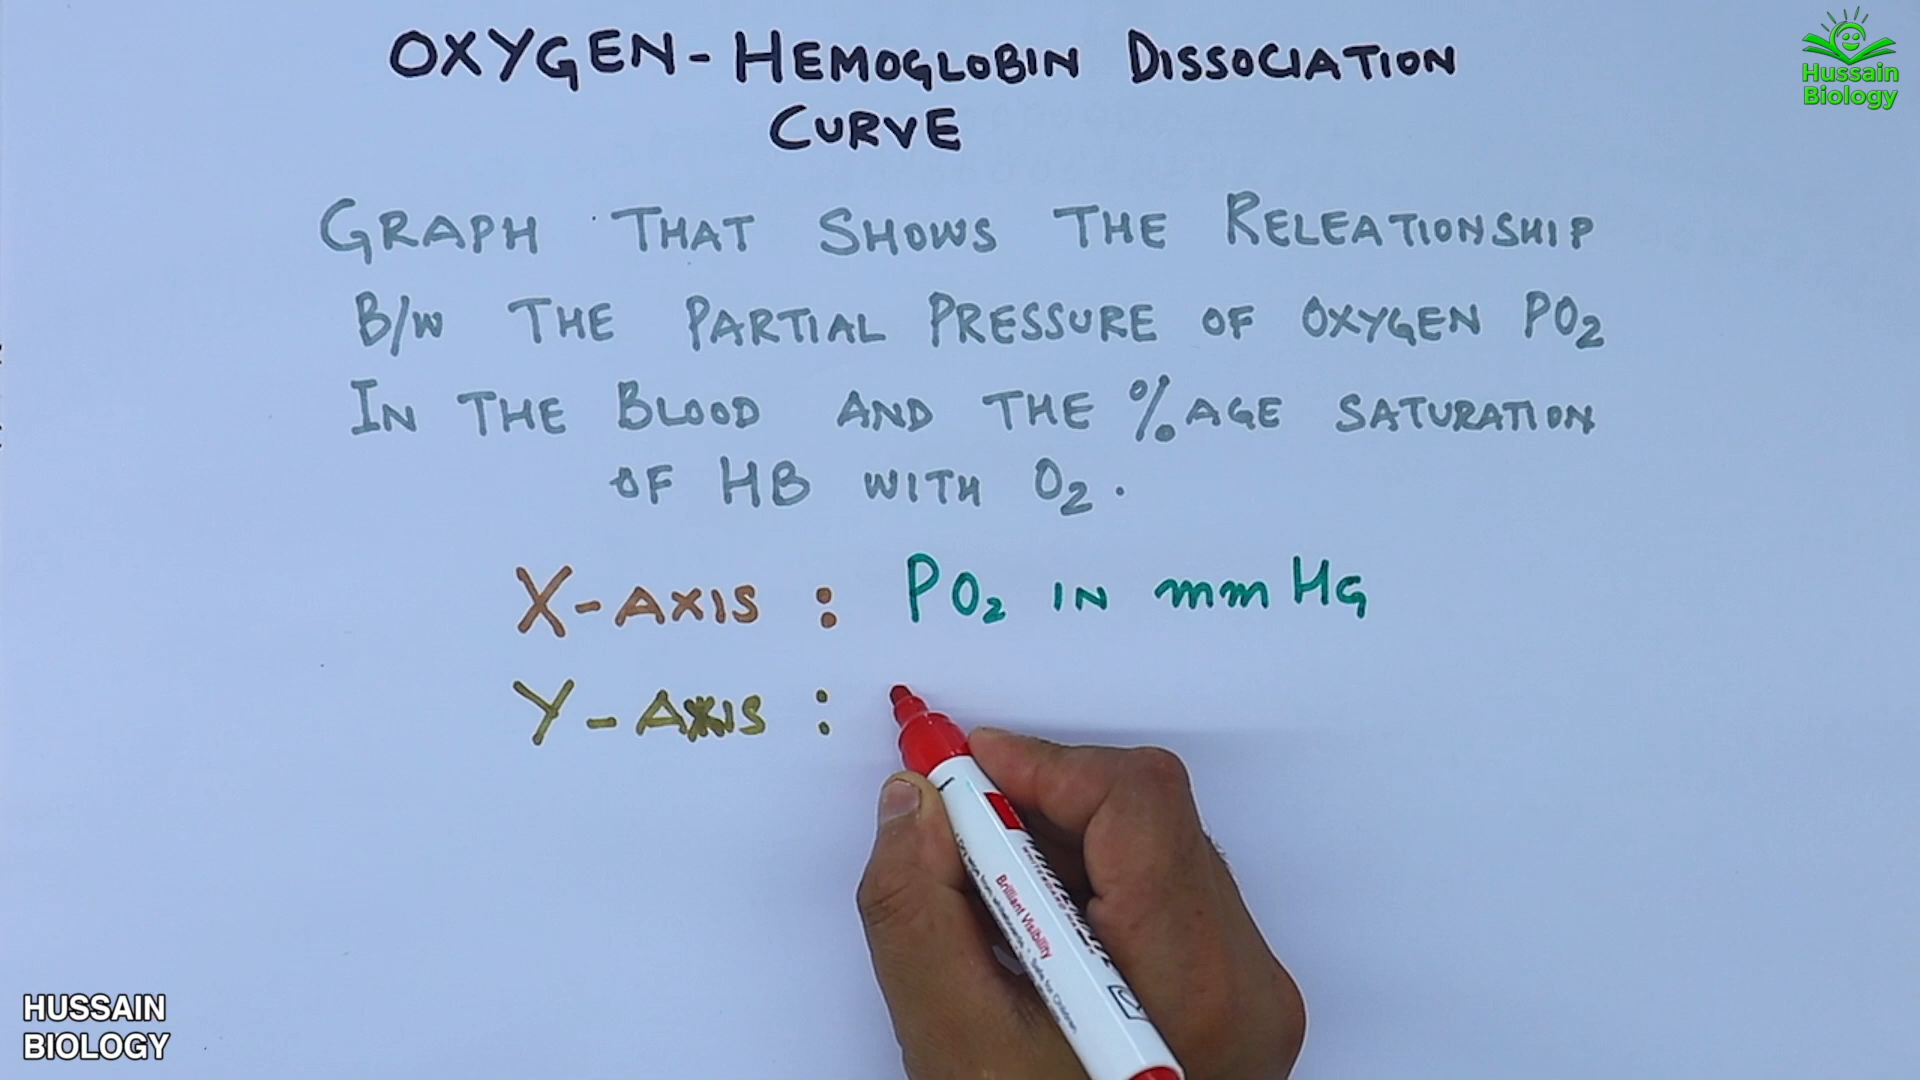 OXYGEN-HEMOGLOBIN DISSOCIATION
CURVE
Hussain
Biology
GRAPH THAT SHOWS THE RELEATIONSHIP
B/W THE PARTIAL PRESSURE OF OXYGEN PO2
IN THE BLOOD AND THE %AGE SATURATION
OF HB WITH O2.
X-AXIS : PO2 IN mm HG
Y-AXIS :
Brilliant Visibility
HUSSAIN
BIOLOGY